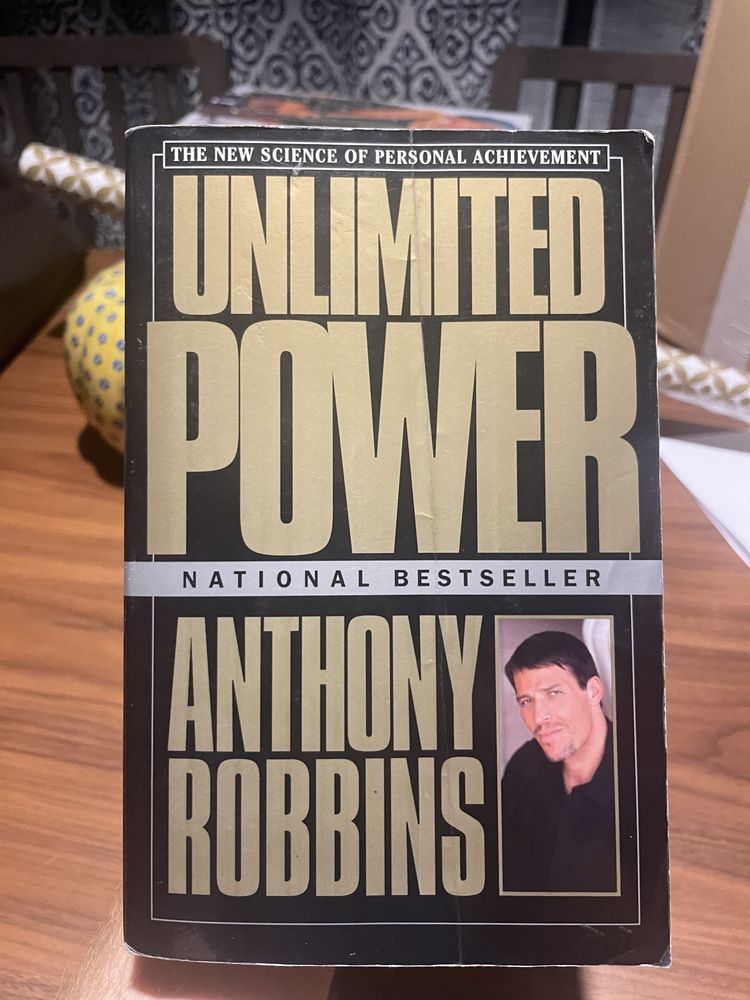 THE NEW SCIENCE OF PERSONAL ACHIEVEMENT
UNLIMITED
POWER
NATIONAL BESTSELLER
ANTHONY
ROBBINS